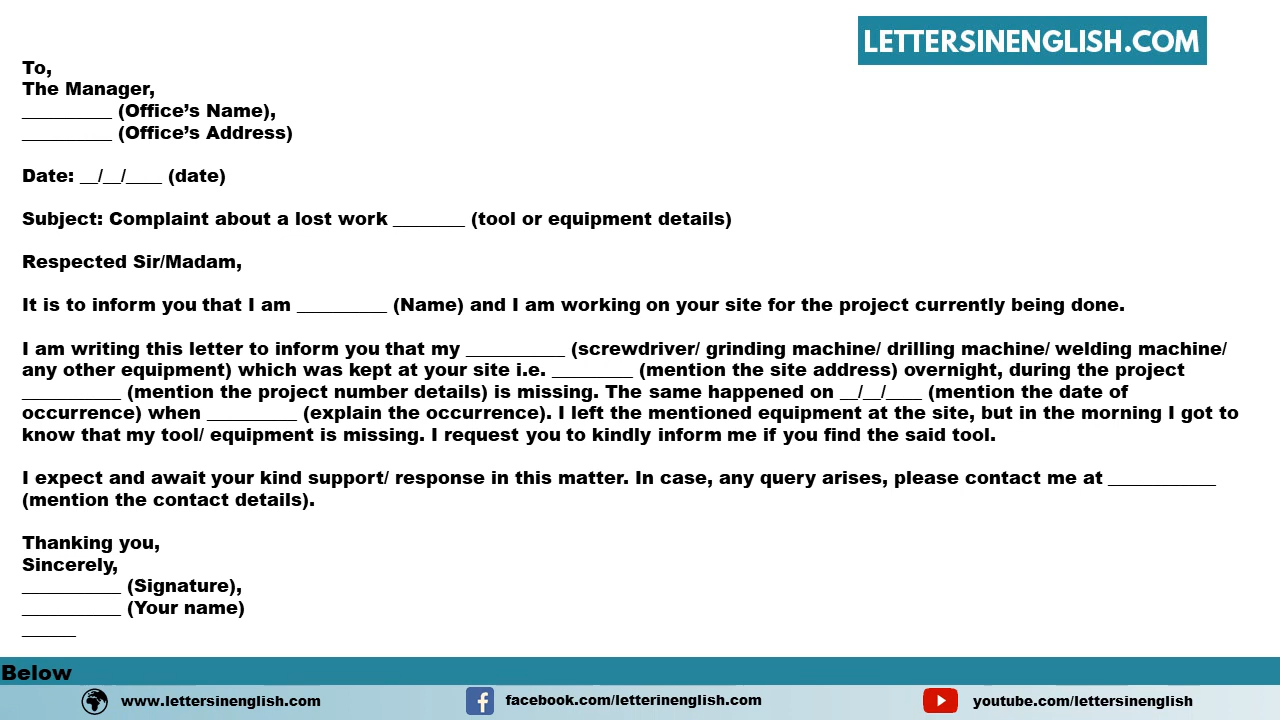 LETTERSINENGLISH.COM
To,
The Manager,
__________ (Office’s Name),
__________ (Office’s Address)
Date: __/__/____ (date)
Subject: Complaint about a lost work ________ (tool or equipment details)
Respected Sir/Madam,
It is to inform you that I am __________ (Name) and I am working on your site for the project currently being done.
I am writing this letter to inform you that my ___________ (screwdriver/ grinding machine/ drilling machine/ welding machine/
any other equipment) which was kept at your site i.e. _________ (mention the site address) overnight, during the project
___________ (mention the project number details) is missing. The same happened on __/__/____ (mention the date of
occurrence) when __________ (explain the occurrence). I left the mentioned equipment at the site, but in the morning I got to
know that my tool/ equipment is missing. I request you to kindly inform me if you find the said tool.
I expect and await your kind support/ response in this matter. In case, any query arises, please contact me at ____________
(mention the contact details).
Thanking you,
Sincerely,
___________ (Signature),
___________ (Your name)
______
Below
www.lettersinenglish.com
facebook.com/letterinenglish.com
youtube.com/lettersinenglish